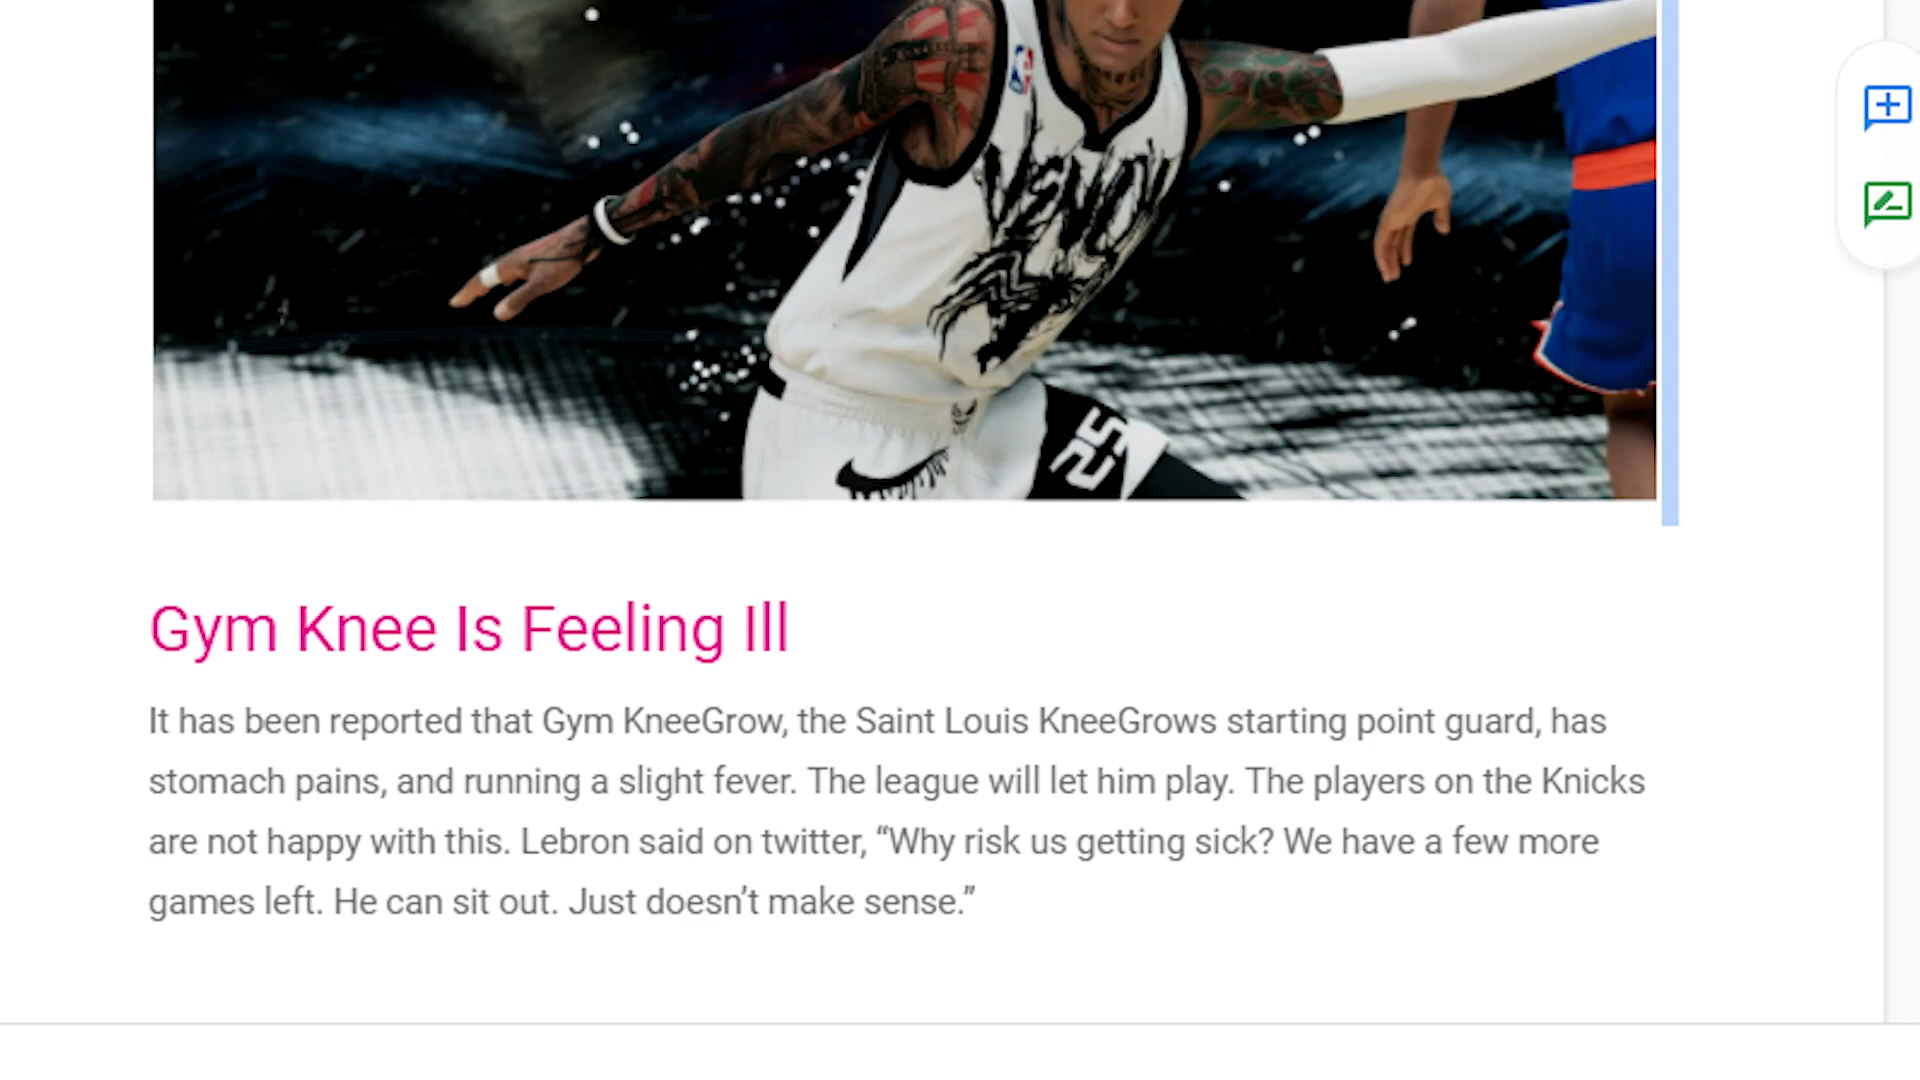 VENOM
25
Gym Knee Is Feeling Ill
It has been reported that Gym KneeGrow, the Saint Louis KneeGrows starting point guard, has
stomach pains, and running a slight fever. The league will let him play. The players on the Knicks
are not happy with this. Lebron said on twitter, “Why risk us getting sick? We have a few more
games left. He can sit out. Just doesn’t make sense.”